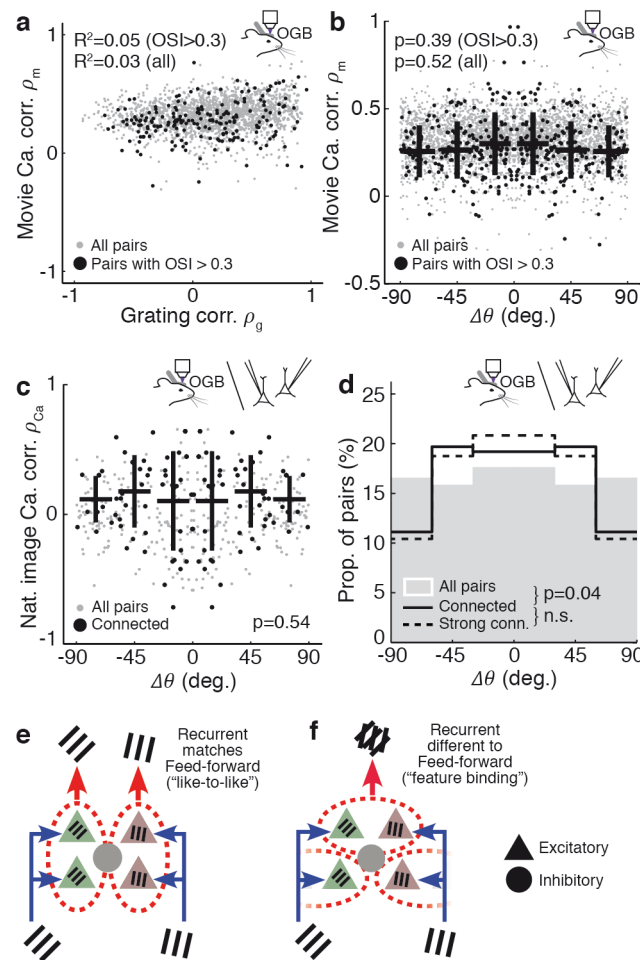 a
OGB
R²=0.05 (OSI>0.3)
R²=0.03 (all)
Movie Ca. corr. ρm
1
0
-1
All pairs
Pairs with OSI > 0.3
-1
0
1
Grating corr. ρg
b
OGB
p=0.39 (OSI>0.3)
p=0.52 (all)
Movie Ca. corr. ρm
1
0.5
0
-0.5
All pairs
Pairs with OSI > 0.3
-90
-45
0
45
90
Δθ (deg.)
c
OGB
Nat. image Ca. corr. ρCa
1
0
-1
All pairs
Connected
p=0.54
-90
-45
0
45
90
Δθ (deg.)
d
OGB
Prop. of pairs (%)
25
20
15
10
5
0
All pairs
Connected
Strong conn.
} p=0.04
} n.s.
-90
-45
0
45
90
Δθ (deg.)
e
Recurrent
matches
Feed-forward
("like-to-like")
f
Recurrent
different to
Feed-forward
("feature binding")
Excitatory
Inhibitory